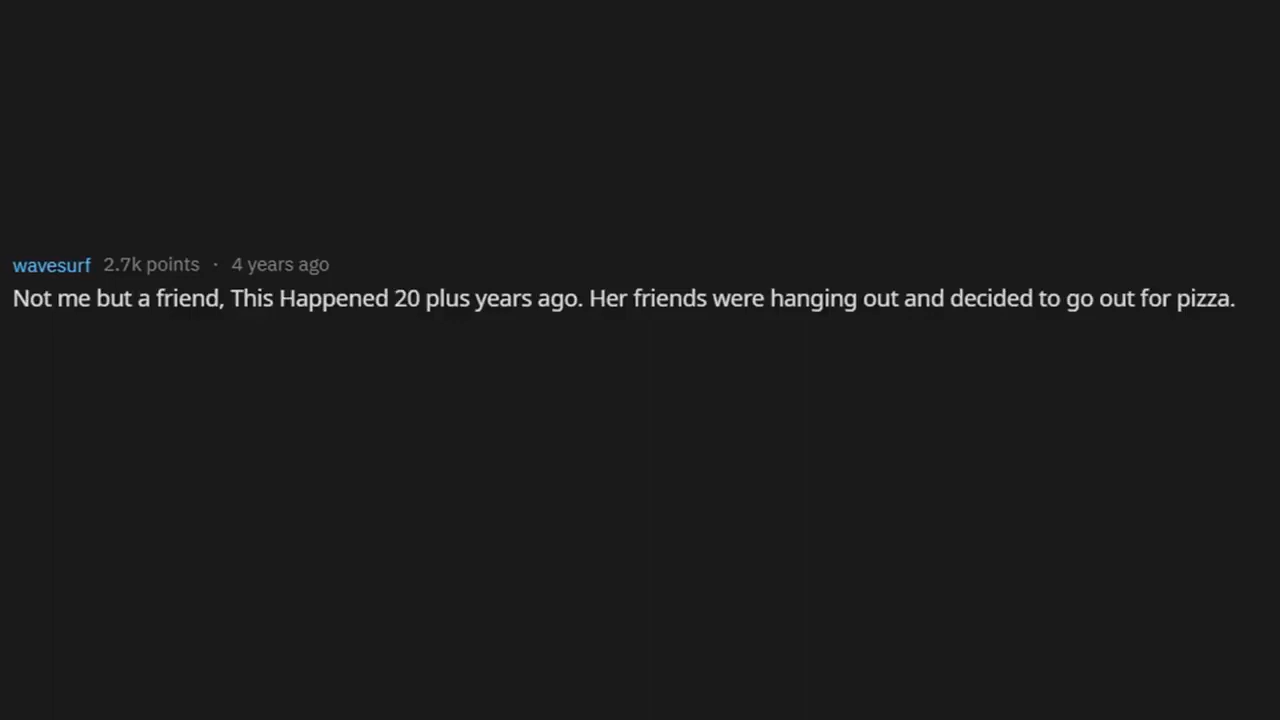 wavesurf 2.7k points · 4 years ago
Not me but a friend, This Happened 20 plus years ago. Her friends were hanging out and decided to go out for pizza.